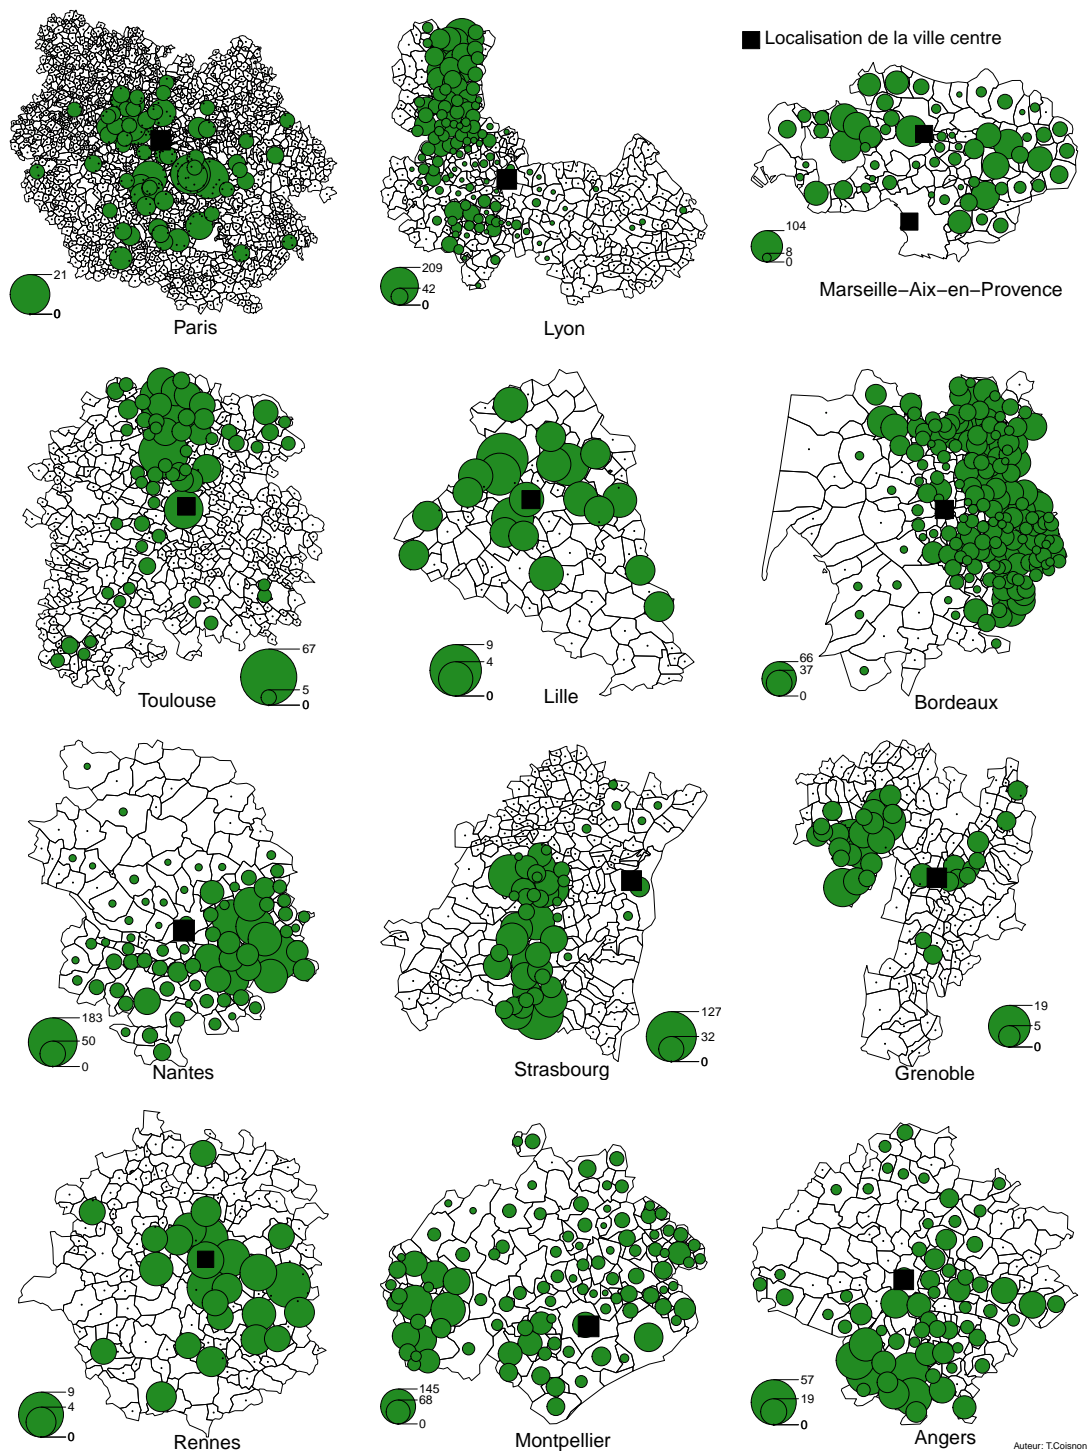 Localisation de la ville centre
21
0
Paris
209
42
0
Lyon
104
8
0
Marseille−Aix−en−Provence
67
5
0
Toulouse
9
4
0
Lille
66
37
0
Bordeaux
183
50
0
Nantes
127
32
0
Strasbourg
19
5
0
Grenoble
9
4
0
Rennes
145
68
0
Montpellier
57
19
0
Angers
Auteur: T.Coisnon